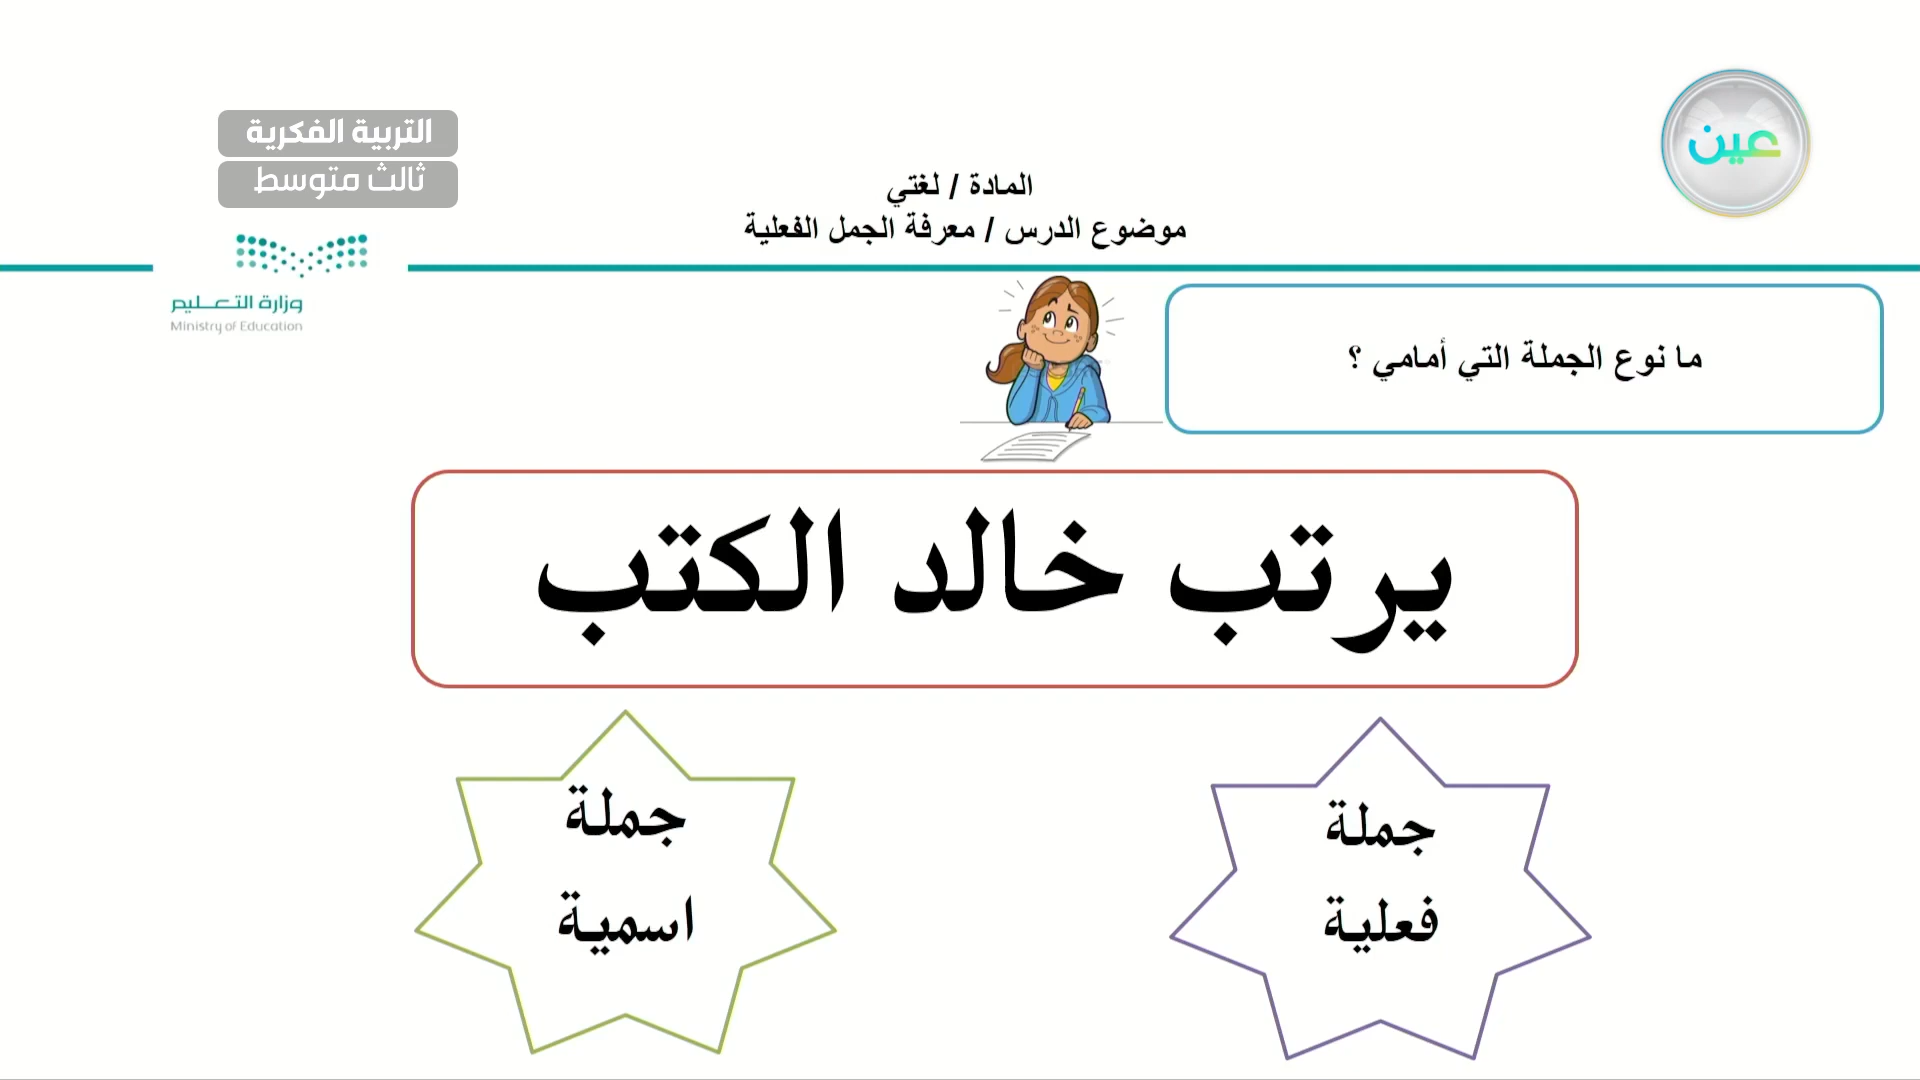 عين
التربية الفكرية
ثالث متوسط
المادة / لغتي
موضوع الدرس / معرفة الجمل الفعلية
وزارة التعليم
Ministry of Education
ما نوع الجملة التي أمامي ؟
يرتب خالد الكتب
جملة
فعلية
جملة
اسمية